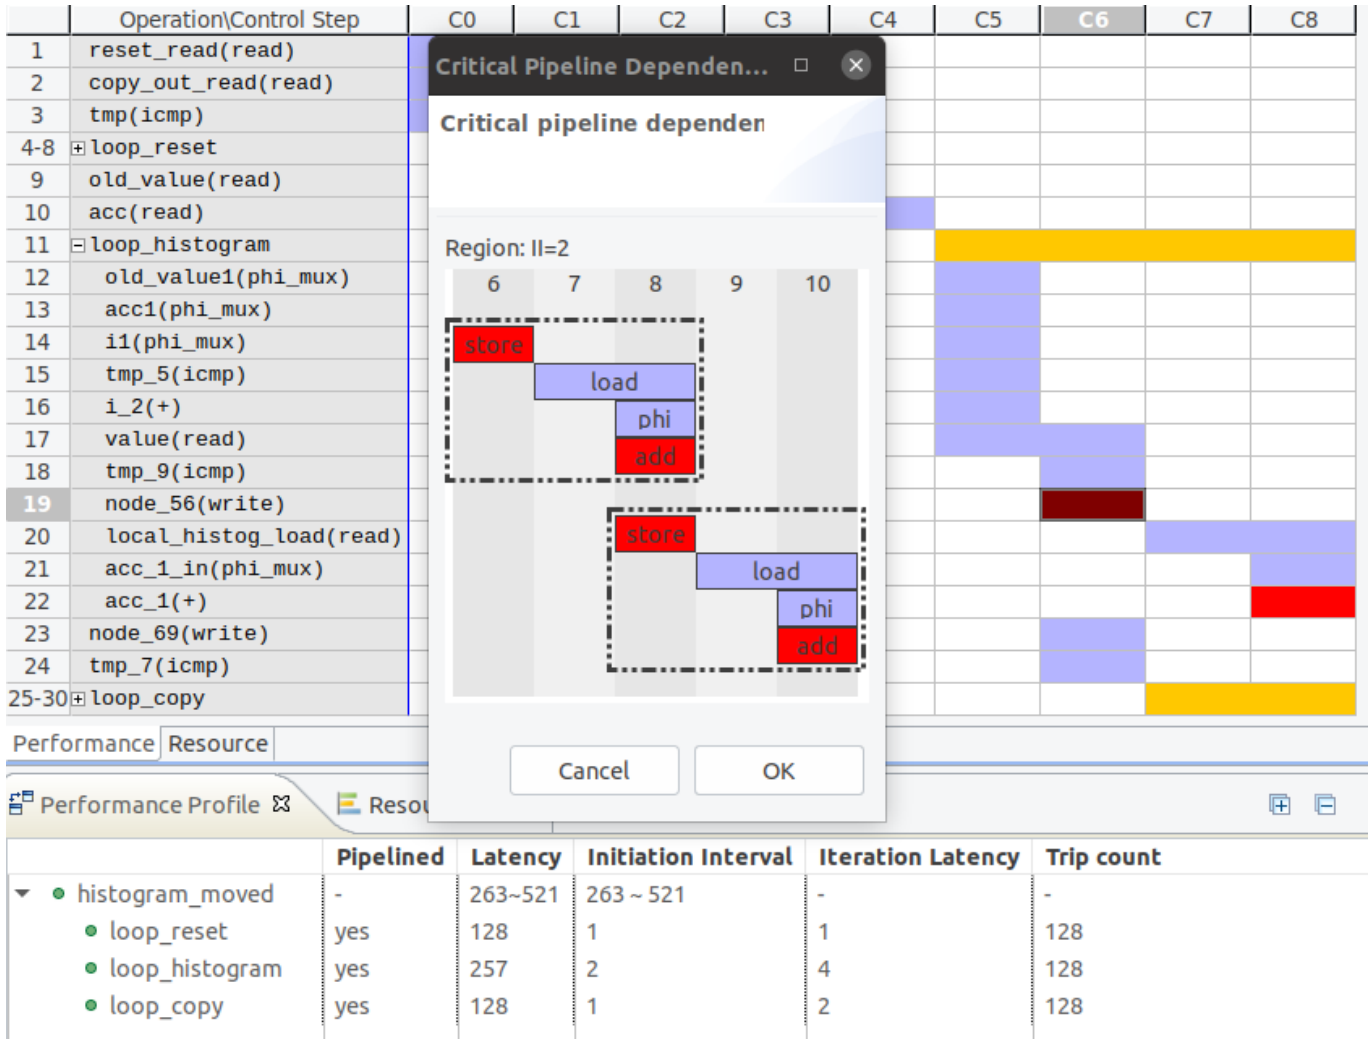 Operation\Control Step C0 C1 C2 C3 C4 C5 C6 C7 C8
1 reset_read(read)
2 copy_out_read(read)
3 tmp(icmp)
4-8 loop_reset
9 old_value(read)
10 acc(read)
11 loop_histogram
12 old_value1(phi_mux)
13 acc1(phi_mux)
14 i1(phi_mux)
15 tmp_5(icmp)
16 i_2(+)
17 value(read)
18 tmp_9(icmp)
19 node_56(write)
20 local_histog_load(read)
21 acc_1_in(phi_mux)
22 acc_1(+)
23 node_69(write)
24 tmp_7(icmp)
25-30 loop_copy
Critical Pipeline Dependen...
Critical pipeline dependen
Region: II=2
6 7 8 9 10
store
load
phi
add
store
load
phi
add
Cancel OK
Performance Resource
Performance Profile Resou
Pipelined Latency Initiation Interval Iteration Latency Trip count
histogram_moved - 263~521 263 ~ 521 - -
loop_reset yes 128 1 1 128
loop_histogram yes 257 2 4 128
loop_copy yes 128 1 2 128